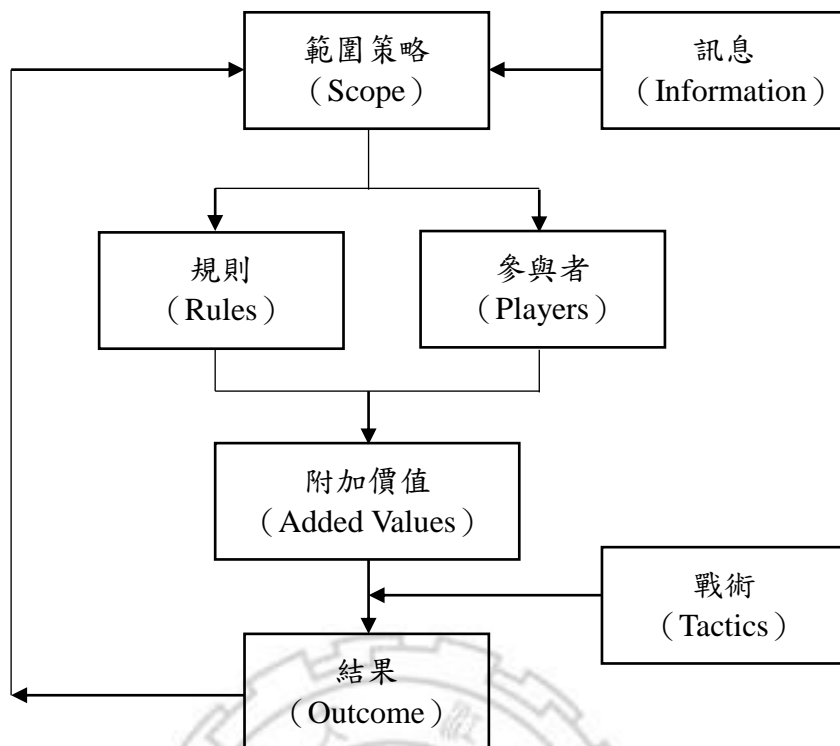 範圍策略
（Scope）
訊息
（Information）
規則
（Rules）
參與者
（Players）
附加價值
（Added Values）
戰術
（Tactics）
結果
（Outcome）